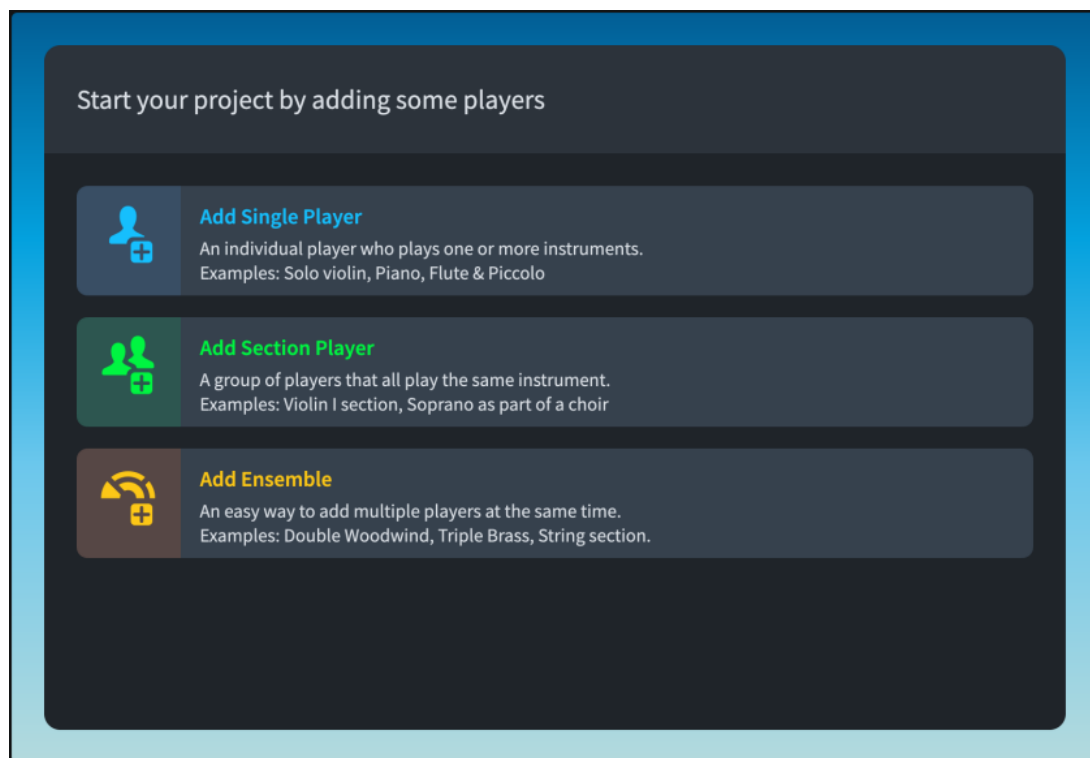 Start your project by adding some players
Add Single Player
An individual player who plays one or more instruments.
Examples: Solo violin, Piano, Flute & Piccolo
Add Section Player
A group of players that all play the same instrument.
Examples: Violin I section, Soprano as part of a choir
Add Ensemble
An easy way to add multiple players at the same time.
Examples: Double Woodwind, Triple Brass, String section.